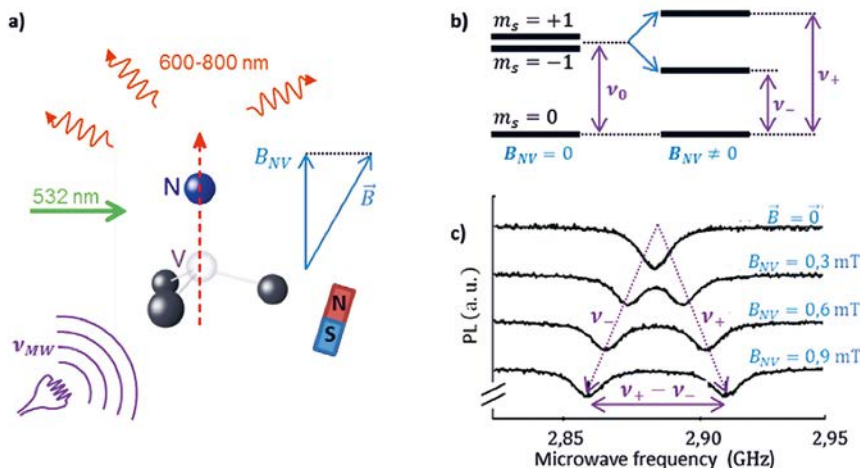 a)
600-800 nm
532 nm
N
V
B_NV
B⃗
N
S
ν_MW
b)
m_s = +1
m_s = −1
m_s = 0
ν_0
ν_−
ν_+
B_NV = 0
B_NV ≠ 0
c)
PL (a. u.)
B⃗ = 0⃗
B_NV = 0,3 mT
B_NV = 0,6 mT
B_NV = 0,9 mT
ν_−
ν_+
ν_+ − ν_−
2,85
2,90
2,95
Microwave frequency (GHz)